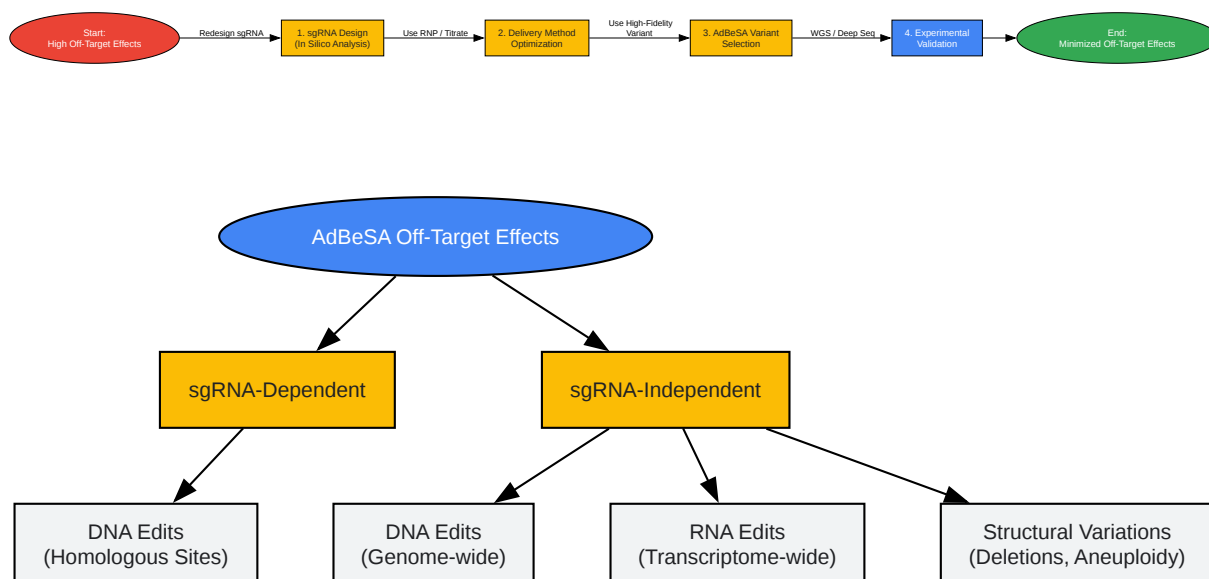 Start:
High Off-Target Effects
Redesign sgRNA
1. sgRNA Design
(In Silico Analysis)
Use RNP / Titrate
2. Delivery Method
Optimization
Use High-Fidelity
Variant
3. AdBeSA Variant
Selection
WGS / Deep Seq
4. Experimental
Validation
End:
Minimized Off-Target Effects
AdBeSA Off-Target Effects
sgRNA-Dependent
sgRNA-Independent
DNA Edits
(Homologous Sites)
DNA Edits
(Genome-wide)
RNA Edits
(Transcriptome-wide)
Structural Variations
(Deletions, Aneuploidy)